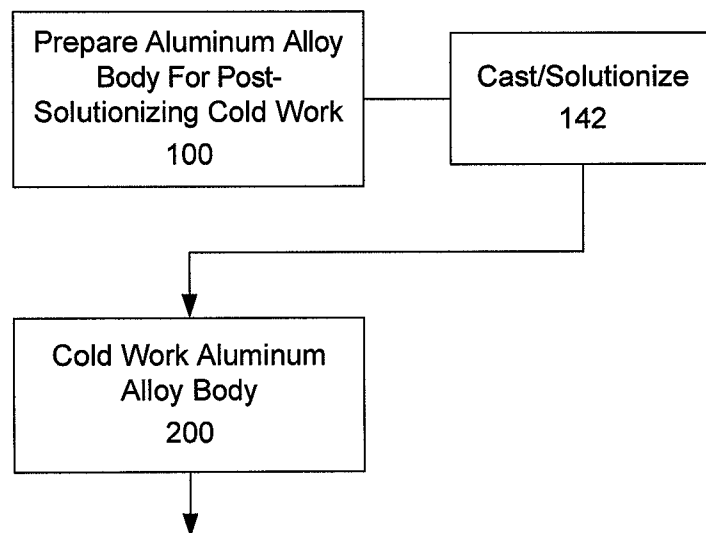 Prepare Aluminum Alloy
Body For Post-
Solutionizing Cold Work
100
Cast/Solutionize
142
Cold Work Aluminum
Alloy Body
200